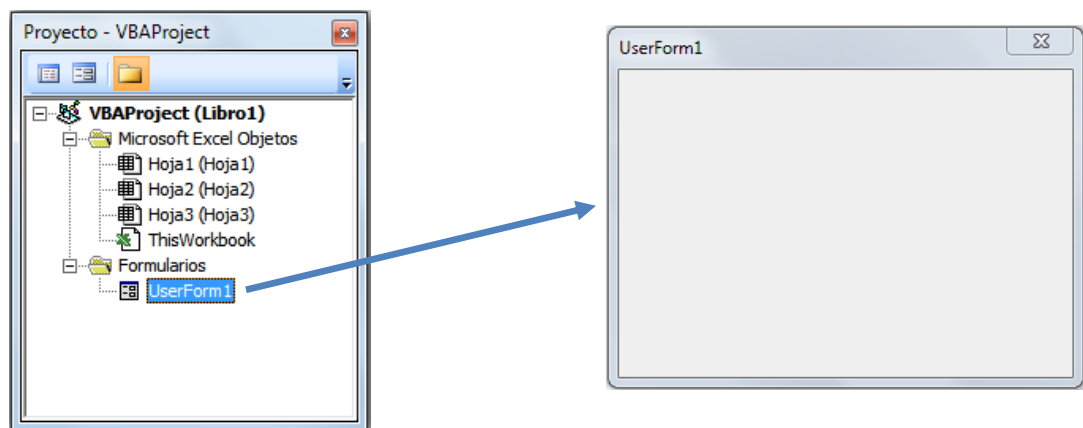 Proyecto - VBAProject
VBAProject (Libro1)
Microsoft Excel Objetos
Hoja1 (Hoja1)
Hoja2 (Hoja2)
Hoja3 (Hoja3)
ThisWorkbook
Formularios
UserForm1
UserForm1